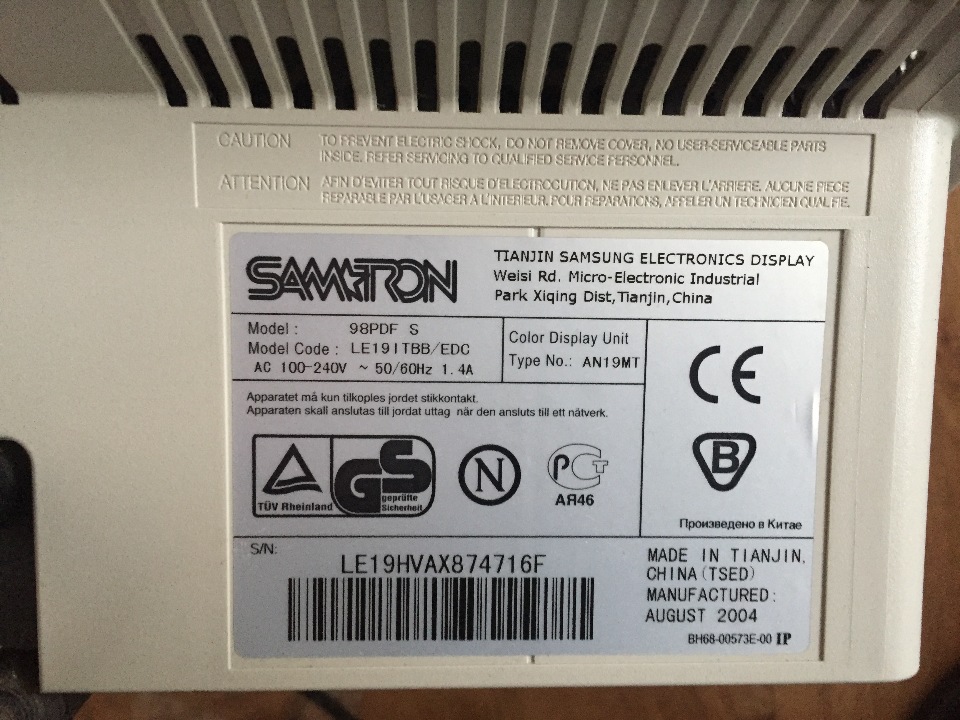 CAUTION TO PREVENT ELECTRIC SHOCK, DO NOT REMOVE COVER, NO USER-SERVICEABLE PARTS
INSIDE. REFER SERVICING TO QUALIFIED SERVICE PERSONNEL.
ATTENTION AFIN D'EVITER TOUT RISQUE D'ELECTROCUTION, NE PAS ENLEVER L'ARRIERE. AUCUNE PIECE
REPARABLE PAR L'USAGER A L'INTERIEUR. POUR REPARATIONS, APPELER UN TECHNICIEN QUALIFIE.
SAMTRON
TIANJIN SAMSUNG ELECTRONICS DISPLAY
Weisi Rd. Micro-Electronic Industrial
Park Xiqing Dist,Tianjin,China
Model : 98PDF S
Model Code : LE19ITBB/EDC
AC 100-240V ~ 50/60Hz 1.4A
Color Display Unit
Type No.: AN19MT
Apparatet må kun tilkoples jordet stikkontakt.
Apparaten skall anslutas till jordat uttag når den ansluts till ett nätverk.
TÜV Rheinland
GS
geprüfte
Sicherheit
N
РСТ
АЯ46
CE
B
Произведено в Китае
S/N:
LE19HVAX874716F
MADE IN TIANJIN,
CHINA(TSED)
MANUFACTURED:
AUGUST 2004
BH68-00573E-00 IP